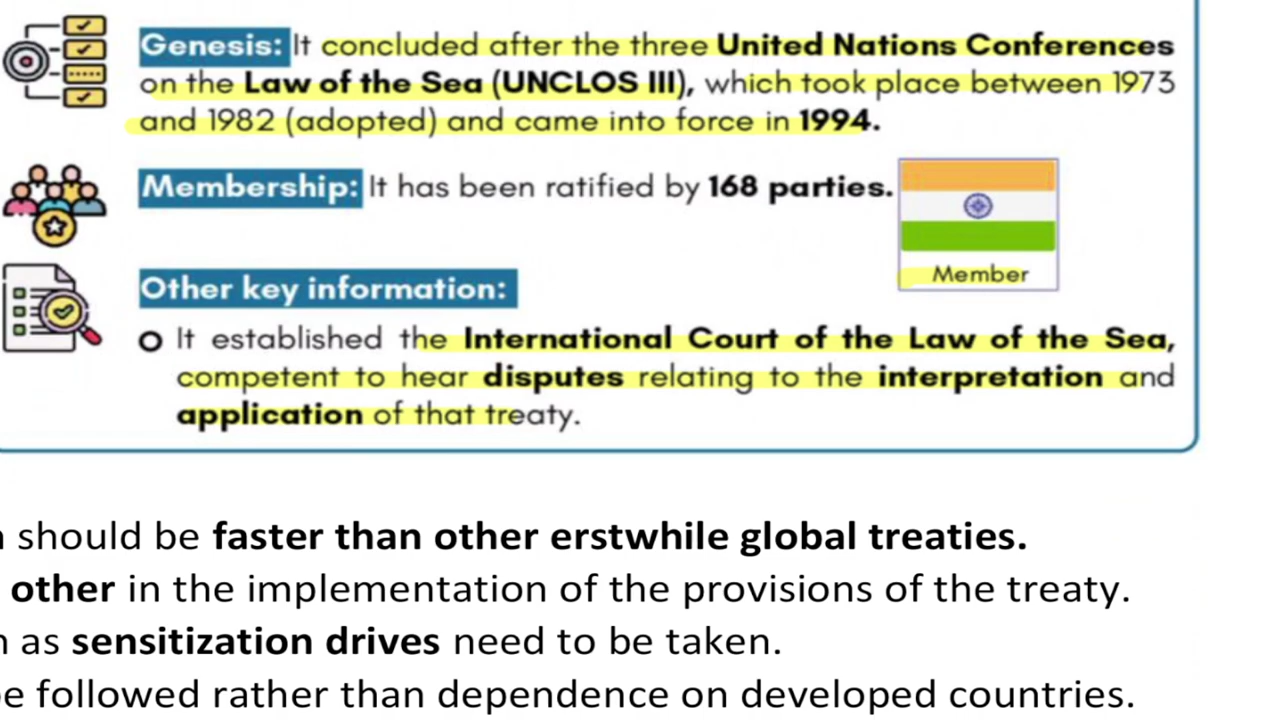 Genesis: It concluded after the three United Nations Conferences
on the Law of the Sea (UNCLOS III), which took place between 1973
and 1982 (adopted) and came into force in 1994.
Membership: It has been ratified by 168 parties.
Member
Other key information:
It established the International Court of the Law of the Sea,
competent to hear disputes relating to the interpretation and
application of that treaty.
should be faster than other erstwhile global treaties.
other in the implementation of the provisions of the treaty.
as sensitization drives need to be taken.
followed rather than dependence on developed countries.